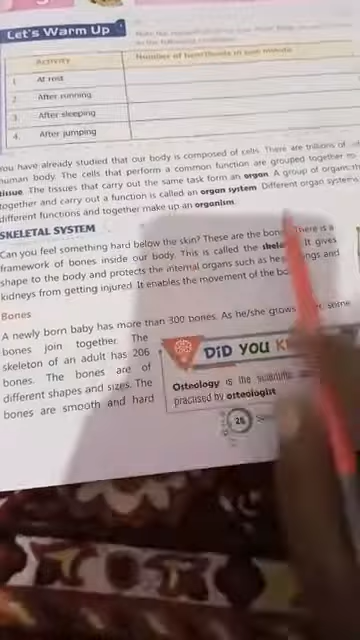 Let's Warm Up
Activity Number of heartbeats in one minute
1. At rest
2. After running
3. After sleeping
4. After jumping
You have already studied that our body is composed of cells. There are trillions of
human body. The cells that perform a common function are grouped together
tissue. The tissues that carry out the same task form an organ. A group of organs
together and carry out a function is called an organ system. Different organ systems
different functions and together make up an organism.
SKELETAL SYSTEM
Can you feel something hard below the skin? These are the bones. There is a
framework of bones inside our body. This is called the It gives
shape to the body and protects the internal organs such as and
kidneys from getting injured. It enables the movement of the
Bones
A newly born baby has more than 300 bones. As he/she grows some
bones join together. The
skeleton of an adult has 206
bones. The bones are of
different shapes and sizes. The
bones are smooth and hard
DID YOU
Osteology is the
practised by osteologist
26